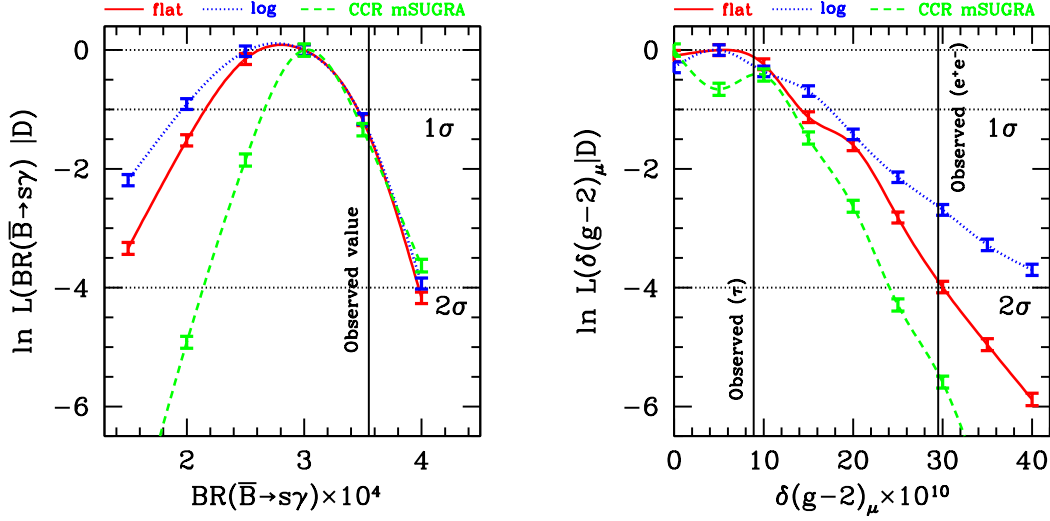 flat log CCR mSUGRA
0
−2
−4
−6
ln L(BR(B̅→sγ) |D)
1σ
2σ
Observed value
2 3 4
BR(B̅→sγ)×10⁴
flat log CCR mSUGRA
0
−2
−4
−6
ln L(δ(g−2)μ|D)
Observed (e⁺e⁻)
1σ
2σ
Observed (τ)
0 10 20 30 40
δ(g−2)μ×10¹⁰